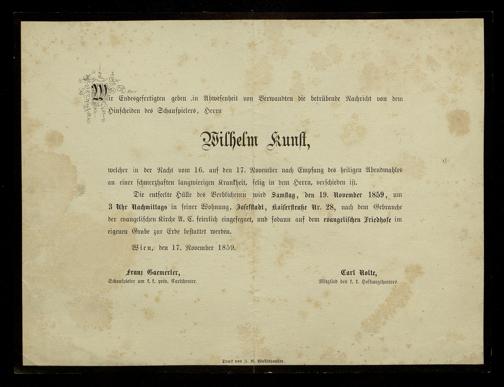 Wir Endesgefertigten geben in Abwesenheit von Verwandten die betrübende Nachricht von dem
Hinscheiden des Schauspielers, Herrn
Wilhelm Kunst,
welcher in der Nacht vom 16. auf den 17. November nach Empfang des heiligen Abendmahles
an einer schmerzhaften langwierigen Krankheit, selig in dem Herrn, verschieden ist.
Die entseelte Hülle des Verblichenen wird Samstag, den 19. November 1859, um
3 Uhr Nachmittags in seiner Wohnung, Josefstadt, Kaiserstraße Nr. 28, nach dem Gebrauche
der evangelischen Kirche A. C. feierlich eingesegnet, und sodann auf dem evangelischen Friedhofe im
eigenen Grabe zur Erde bestattet werden.
Wien, den 17. November 1859.
Franz Gaemerler, Carl Nolte,
Schauspieler am k. k. priv. Carltheater. Mitglied des k. k. Hofburgtheaters.
Druck von J. B.